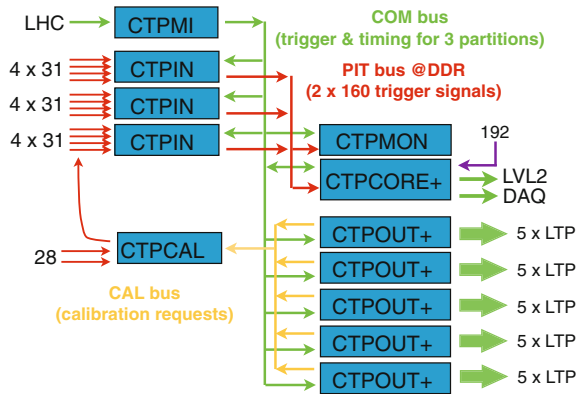 LHC
CTPMI
COM bus
(trigger & timing for 3 partitions)
4 x 31
CTPIN
PIT bus @DDR
(2 x 160 trigger signals)
4 x 31
CTPIN
4 x 31
CTPIN
CTPMON
192
CTPCORE+
LVL2
DAQ
28
CTPCAL
CAL bus
(calibration requests)
CTPOUT+
5 x LTP
CTPOUT+
5 x LTP
CTPOUT+
5 x LTP
CTPOUT+
5 x LTP
CTPOUT+
5 x LTP